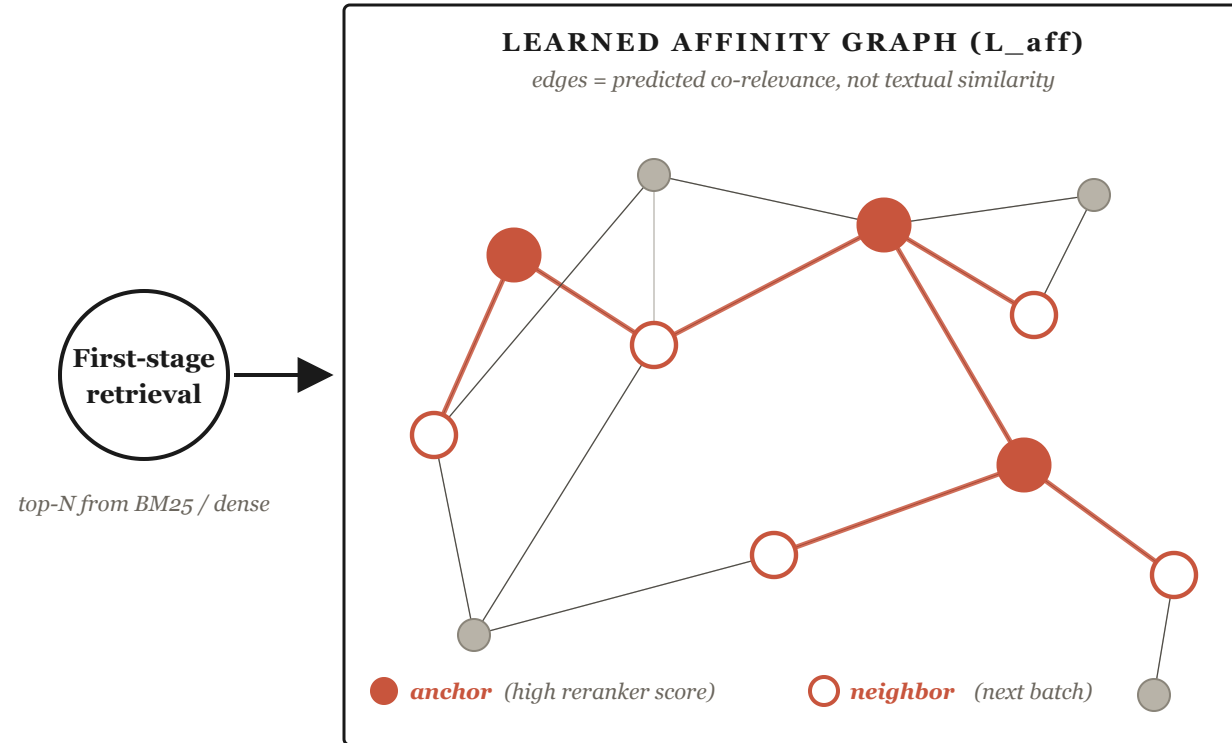 LEARNED AFFINITY GRAPH (L_aff)
edges = predicted co-relevance, not textual similarity
First-stage
retrieval
top-N from BM25 / dense
anchor (high reranker score)
neighbor (next batch)